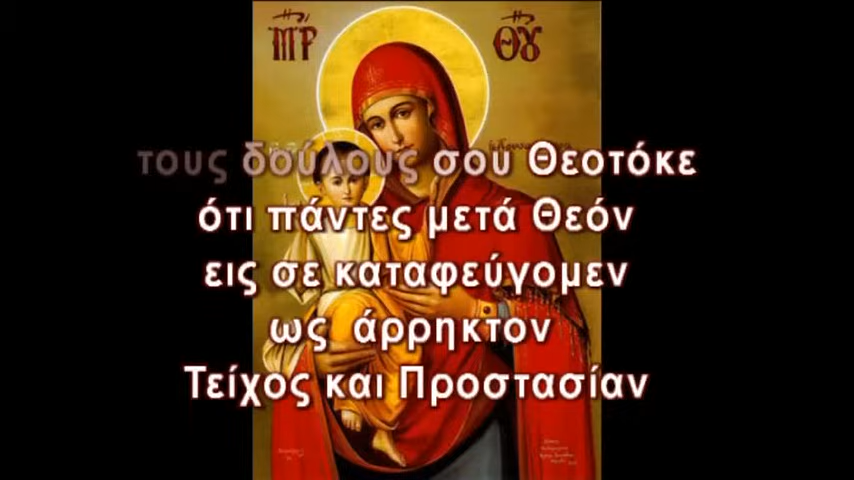 ΜΡ ΘΥ
τους δούλους σου Θεοτόκε
ότι πάντες μετά Θεόν
εις σε καταφεύγομεν
ως άρρηκτον
Τείχος και Προστασίαν